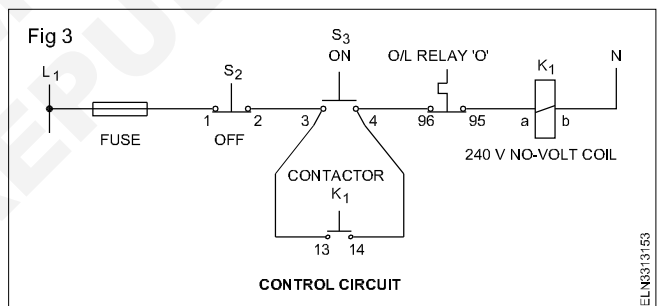 Fig 3
S3
ON
O/L RELAY 'O'
L1
S2
K1
N
1 2 3 4 96 95 a b
FUSE
OFF
240 V NO-VOLT COIL
CONTACTOR
K1
13 14
CONTROL CIRCUIT
ELN3313153